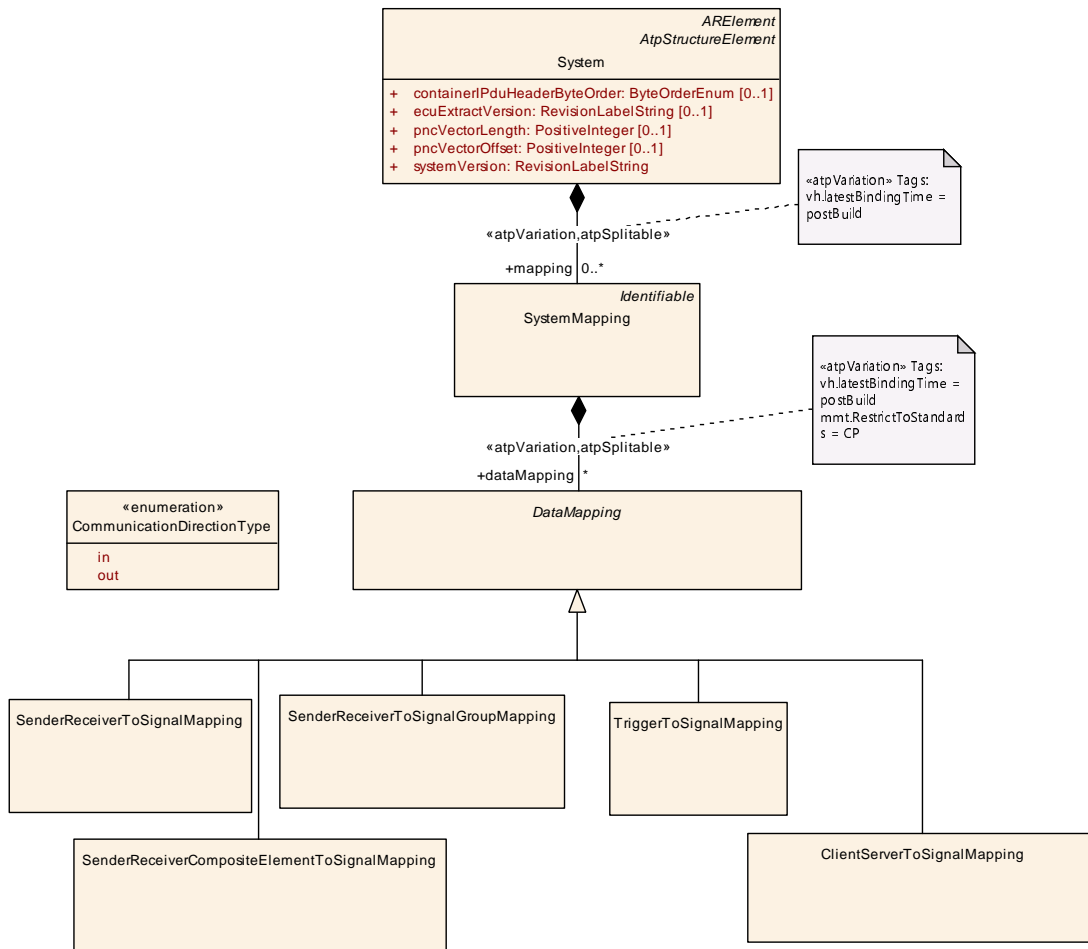 ARElement
AtpStructureElement
System
+ containerIPduHeaderByteOrder: ByteOrderEnum [0..1]
+ ecuExtractVersion: RevisionLabelString [0..1]
+ pncVectorLength: PositiveInteger [0..1]
+ pncVectorOffset: PositiveInteger [0..1]
+ systemVersion: RevisionLabelString
«atpVariation» Tags:
vh.latestBindingTime =
postBuild
«atpVariation,atpSplitable»
+mapping 0..*
Identifiable
SystemMapping
«atpVariation» Tags:
vh.latestBindingTime =
postBuild
mmt.RestrictToStandard
s = CP
«atpVariation,atpSplitable»
+dataMapping *
«enumeration»
CommunicationDirectionType
in
out
DataMapping
SenderReceiverToSignalMapping
SenderReceiverToSignalGroupMapping
TriggerToSignalMapping
SenderReceiverCompositeElementToSignalMapping
ClientServerToSignalMapping